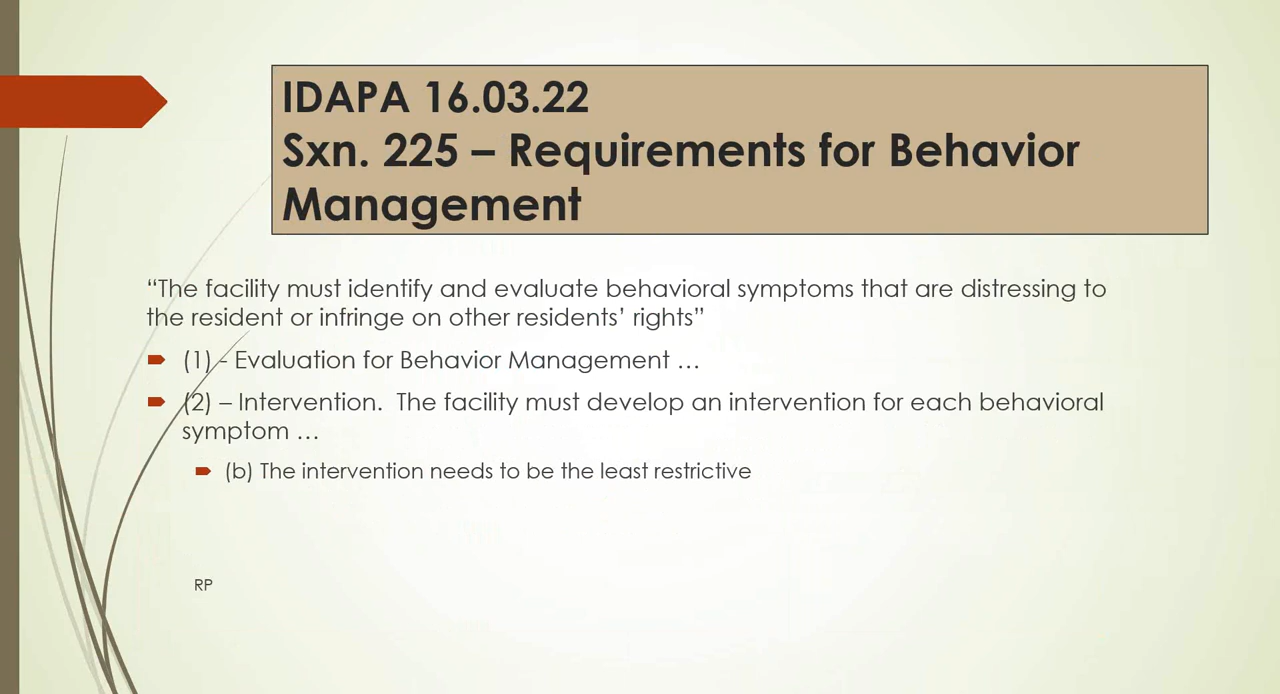 IDAPA 16.03.22
Sxn. 225 – Requirements for Behavior
Management
“The facility must identify and evaluate behavioral symptoms that are distressing to
the resident or infringe on other residents’ rights”
(1) - Evaluation for Behavior Management …
(2) – Intervention.  The facility must develop an intervention for each behavioral
symptom …
(b) The intervention needs to be the least restrictive
RP